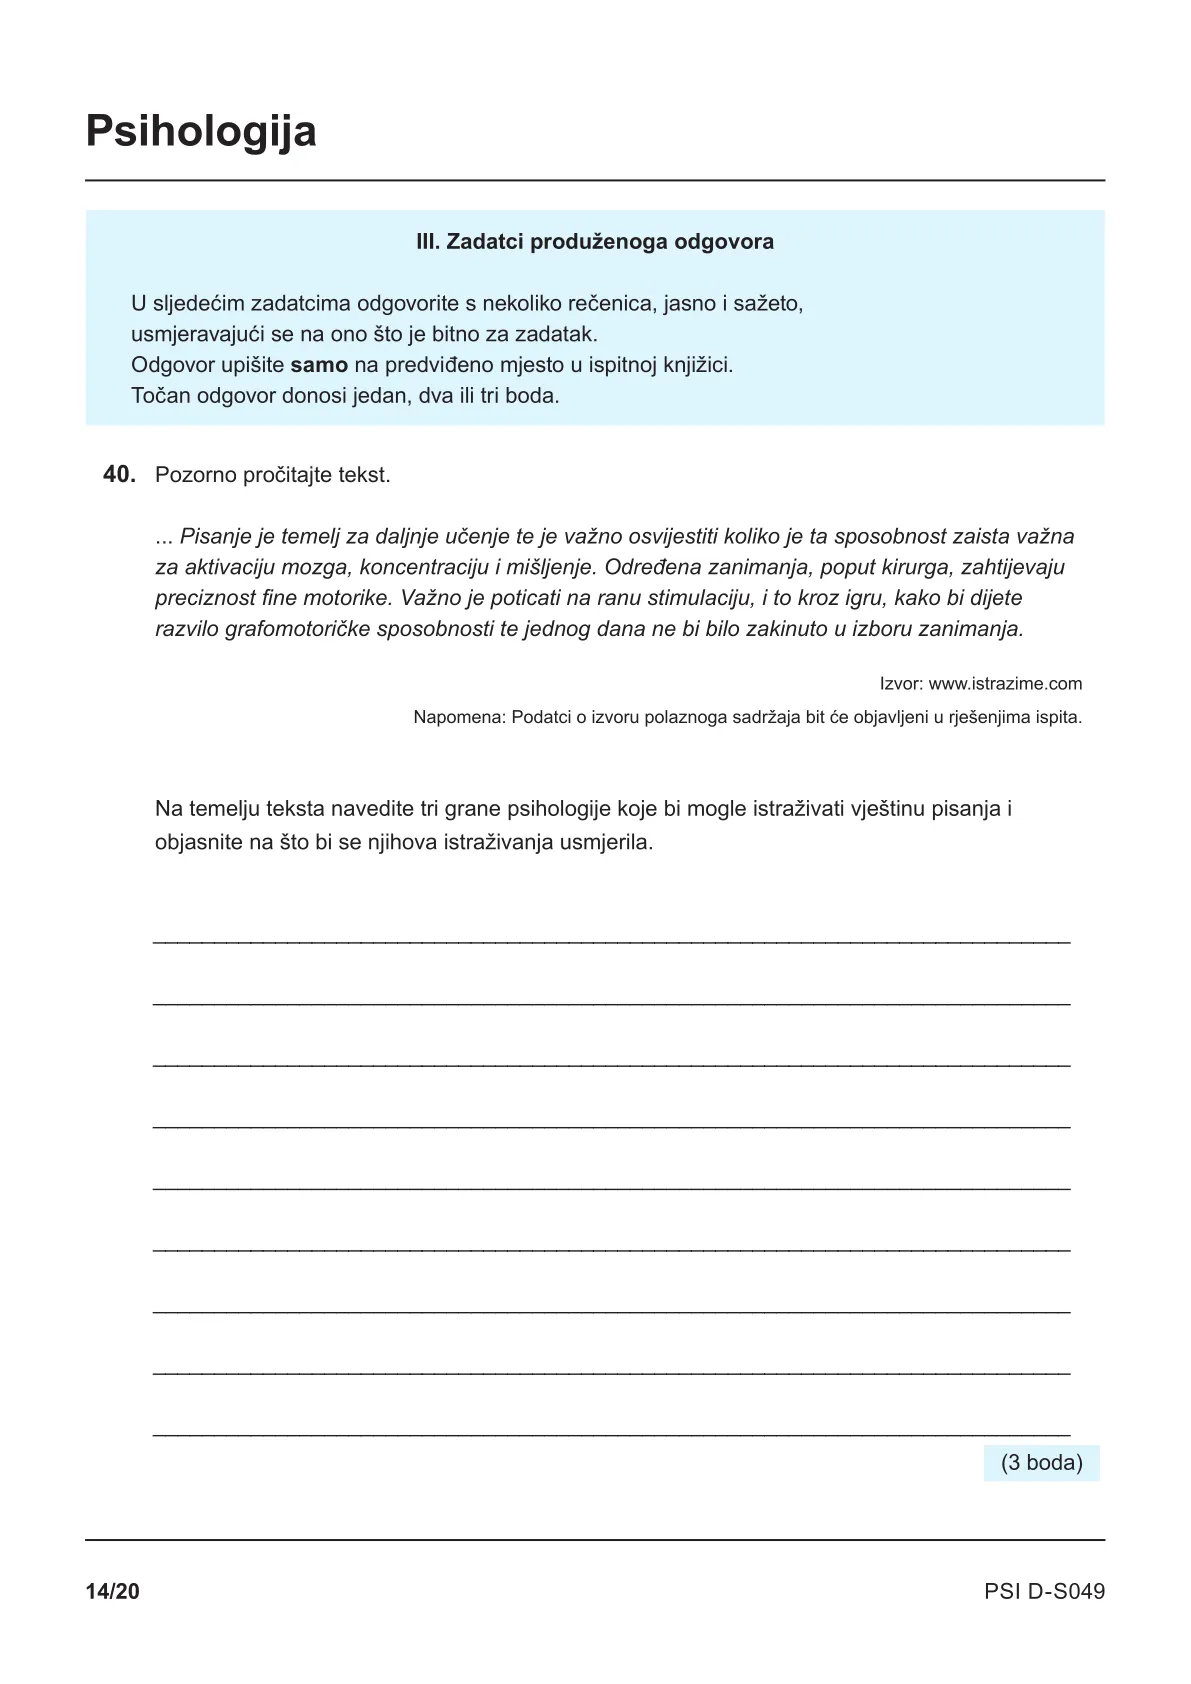 Psihologija
III. Zadatci produženoga odgovora
U sljedećim zadatcima odgovorite s nekoliko rečenica, jasno i sažeto,
usmjeravajući se na ono što je bitno za zadatak.
Odgovor upišite samo na predviđeno mjesto u ispitnoj knjižici.
Točan odgovor donosi jedan, dva ili tri boda.
40. Pozorno pročitajte tekst.
... Pisanje je temelj za daljnje učenje te je važno osvijestiti koliko je ta sposobnost zaista važna
za aktivaciju mozga, koncentraciju i mišljenje. Određena zanimanja, poput kirurga, zahtijevaju
preciznost fine motorike. Važno je poticati na ranu stimulaciju, i to kroz igru, kako bi dijete
razvilo grafomotoričke sposobnosti te jednog dana ne bi bilo zakinuto u izboru zanimanja.
Izvor: www.istrazime.com
Napomena: Podatci o izvoru polaznoga sadržaja bit će objavljeni u rješenjima ispita.
Na temelju teksta navedite tri grane psihologije koje bi mogle istraživati vještinu pisanja i
objasnite na što bi se njihova istraživanja usmjerila.
(3 boda)
14/20
PSI D-S049